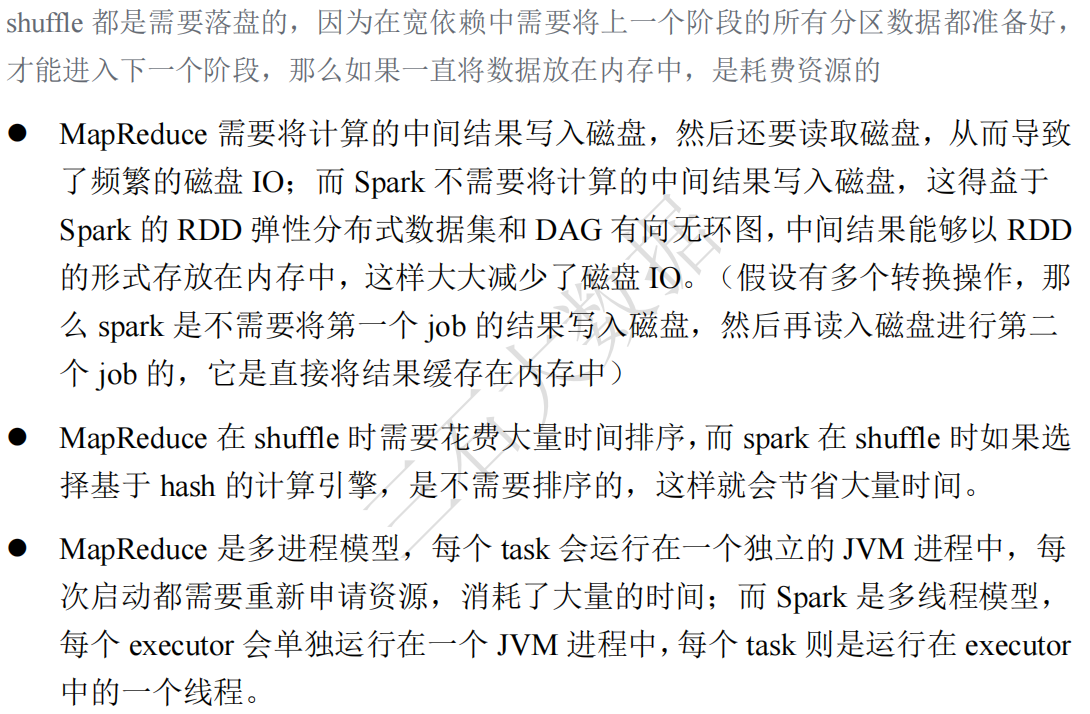 shuffle 都是需要落盘的，因为在宽依赖中需要将上一个阶段的所有分区数据都准备好，
才能进入下一个阶段，那么如果一直将数据放在内存中，是耗费资源的
● MapReduce 需要将计算的中间结果写入磁盘，然后还要读取磁盘，从而导致
了频繁的磁盘 IO；而 Spark 不需要将计算的中间结果写入磁盘，这得益于
Spark 的 RDD 弹性分布式数据集和 DAG 有向无环图，中间结果能够以 RDD
的形式存放在内存中，这样大大减少了磁盘 IO。（假设有多个转换操作，那
么 spark 是不需要将第一个 job 的结果写入磁盘，然后再读入磁盘进行第二
个 job 的，它是直接将结果缓存在内存中）
● MapReduce 在 shuffle 时需要花费大量时间排序，而 spark 在 shuffle 时如果选
择基于 hash 的计算引擎，是不需要排序的，这样就会节省大量时间。
● MapReduce 是多进程模型，每个 task 会运行在一个独立的 JVM 进程中，每
次启动都需要重新申请资源，消耗了大量的时间；而 Spark 是多线程模型，
每个 executor 会单独运行在一个 JVM 进程中，每个 task 则是运行在 executor
中的一个线程。
三石大数据